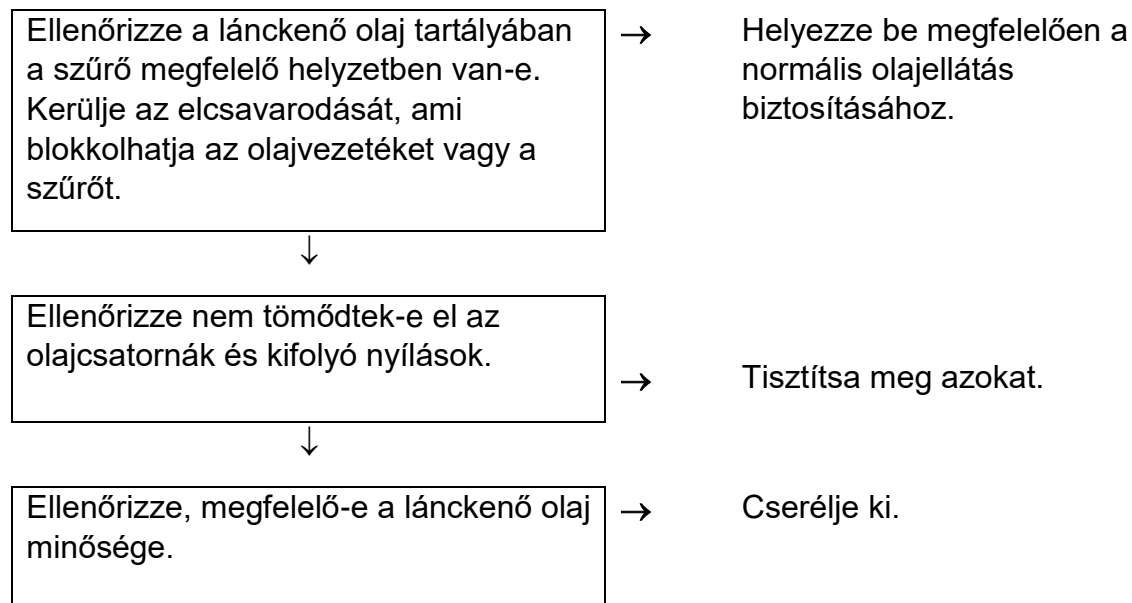 Ellenőrizze a lánckenő olaj tartályában
a szűrő megfelelő helyzetben van-e.
Kerülje az elcsavarodását, ami
blokkolhatja az olajvezetéket vagy a
szűrőt.
→
Helyezze be megfelelően a
normális olajellátás
biztosításához.
↓
Ellenőrizze nem tömődtek-e el az
olajcsatornák és kifolyó nyílások.
→
Tisztítsa meg azokat.
↓
Ellenőrizze, megfelelő-e a lánckenő olaj
minősége.
→
Cserélje ki.